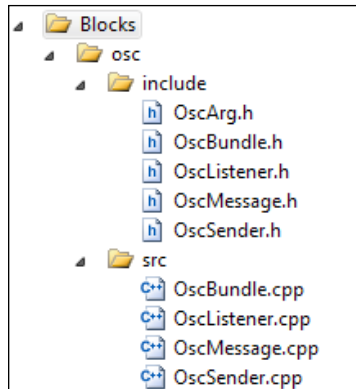 Blocks
osc
include
OscArg.h
OscBundle.h
OscListener.h
OscMessage.h
OscSender.h
src
OscBundle.cpp
OscListener.cpp
OscMessage.cpp
OscSender.cpp